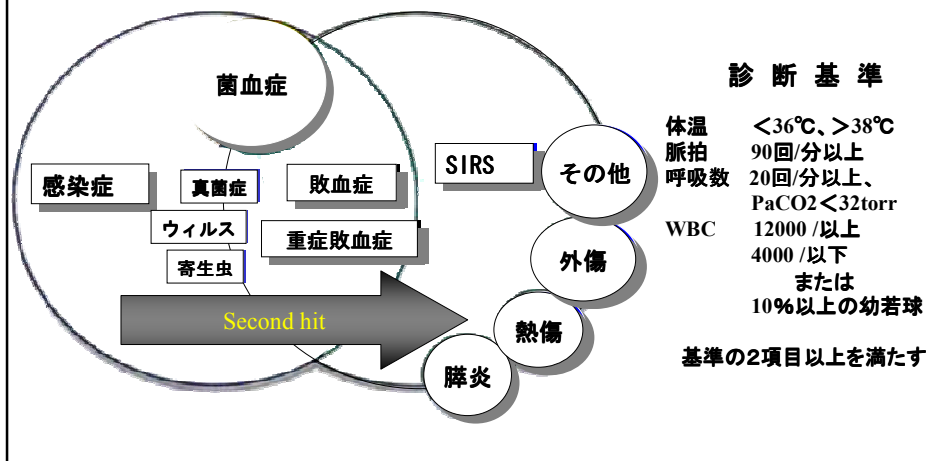 菌血症
感染症
真菌症
ウィルス
寄生虫
敗血症
重症敗血症
Second hit
SIRS
その他
外傷
熱傷
膵炎
診 断 基 準
体温 <36℃、>38℃
脈拍 90回/分以上
呼吸数 20回/分以上、
PaCO2<32torr
WBC 12000 /以上
4000 /以下
または
10%以上の幼若球
基準の2項目以上を満たす